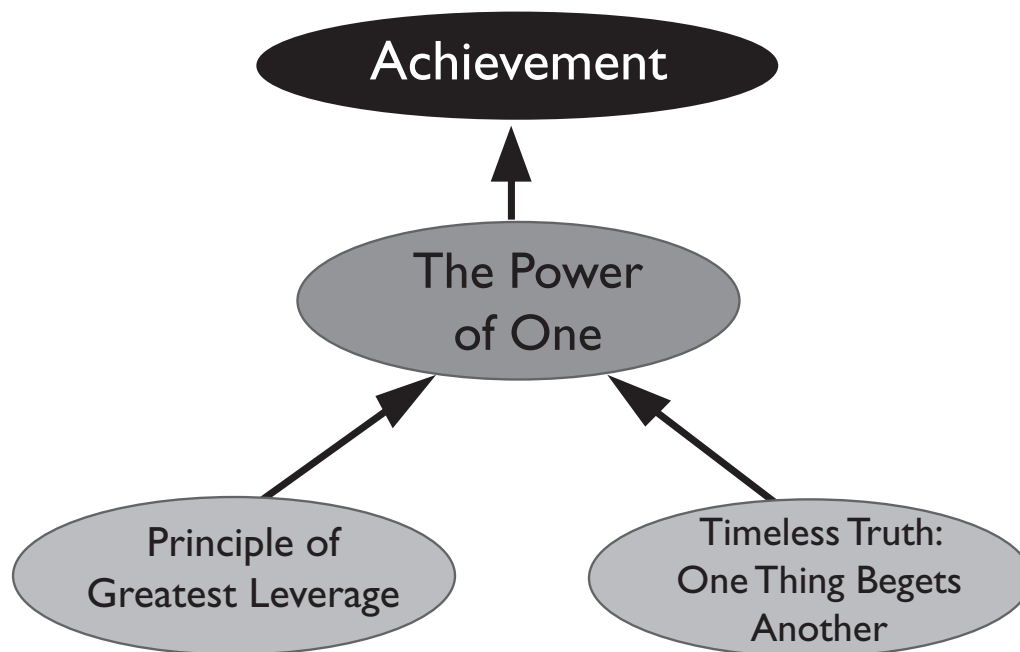 Achievement
The Power
of One
Principle of
Greatest Leverage
Timeless Truth:
One Thing Begets
Another